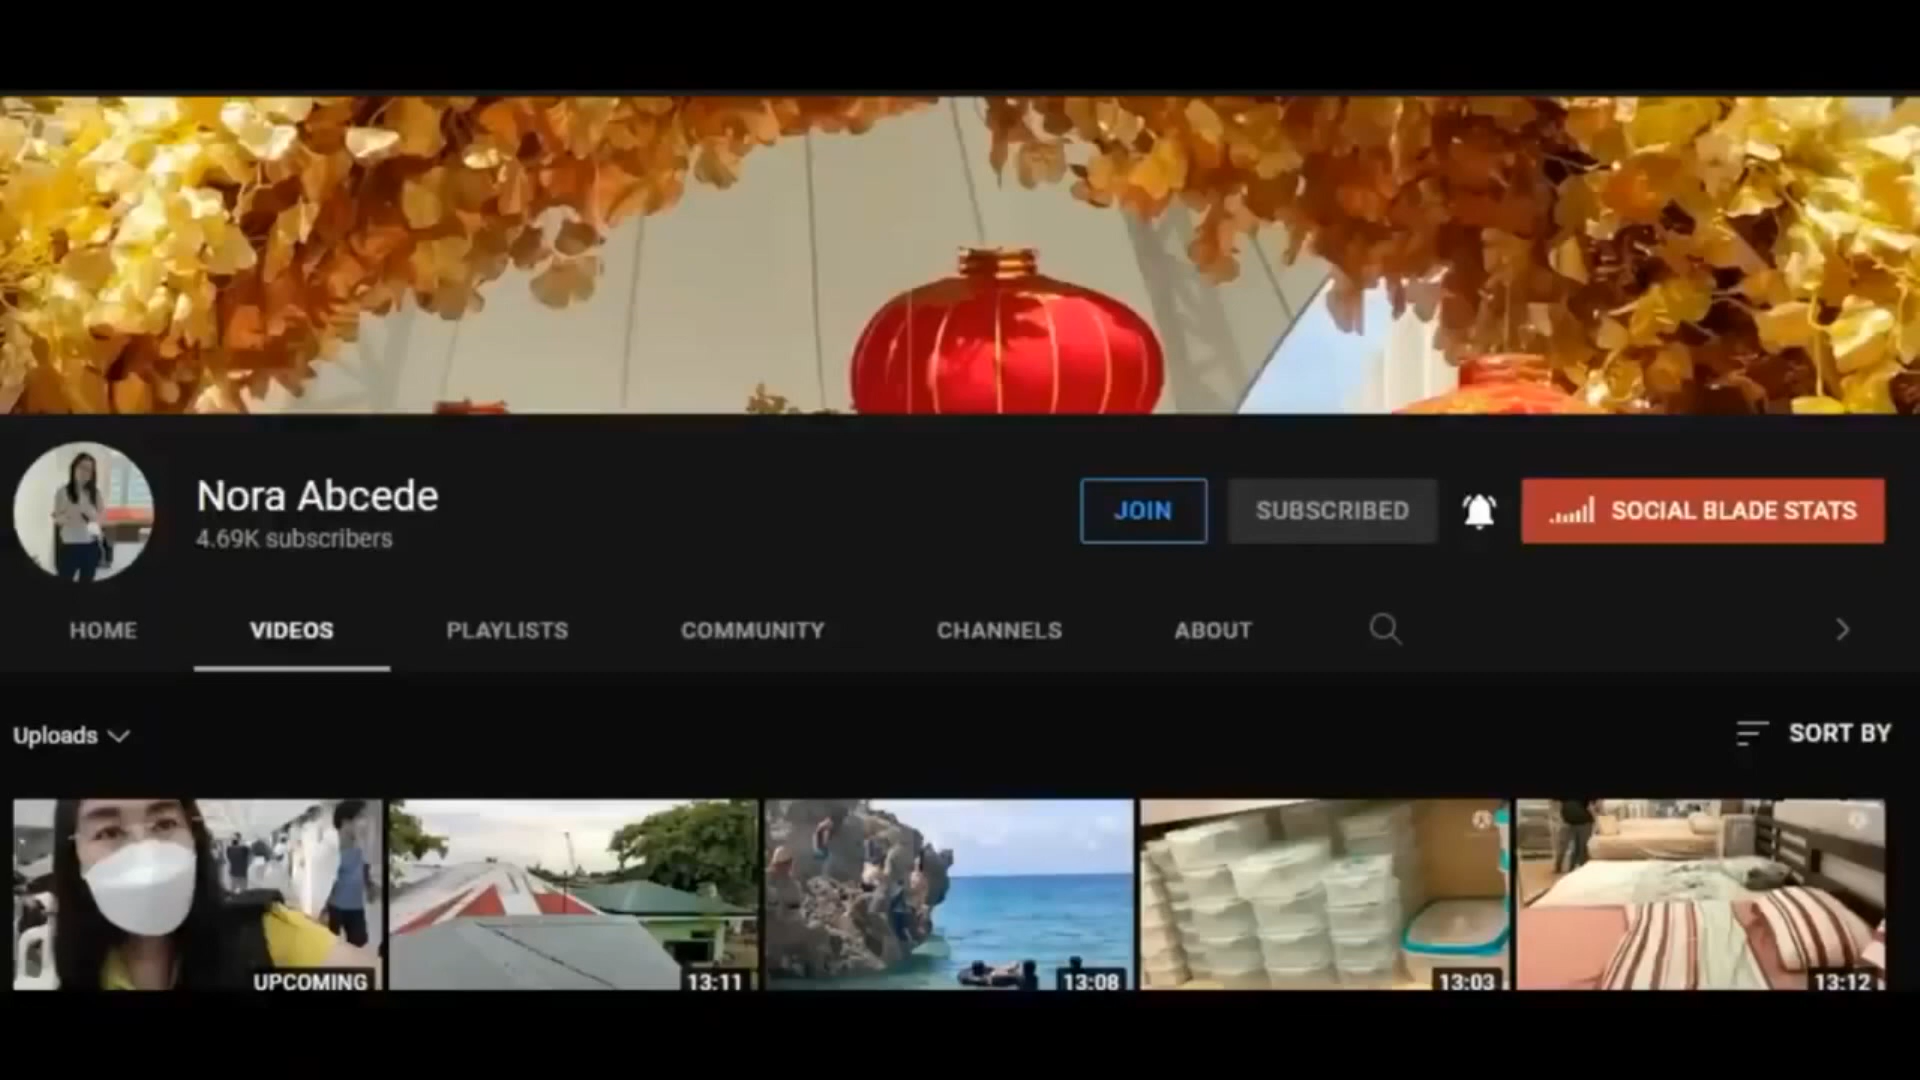 Nora Abcede
4.69K subscribers
JOIN
SUBSCRIBED
SOCIAL BLADE STATS
HOME
VIDEOS
PLAYLISTS
COMMUNITY
CHANNELS
ABOUT
Uploads
SORT BY
UPCOMING
13:11
13:08
13:03
13:12